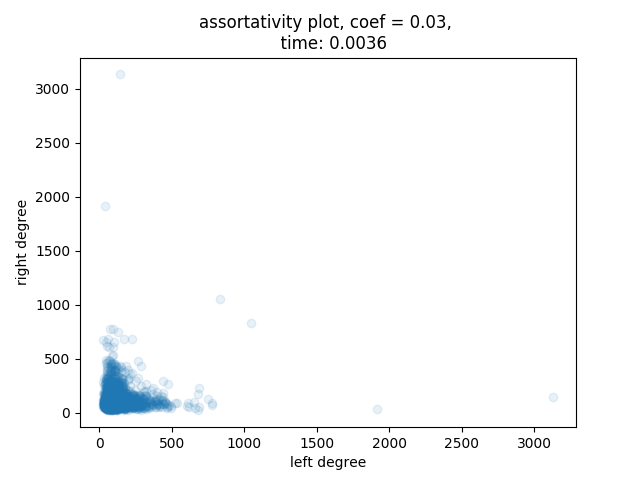 assortativity plot, coef = 0.03,
time: 0.0036
3000
2500
2000
1500
1000
500
0
right degree
0 500 1000 1500 2000 2500 3000
left degree